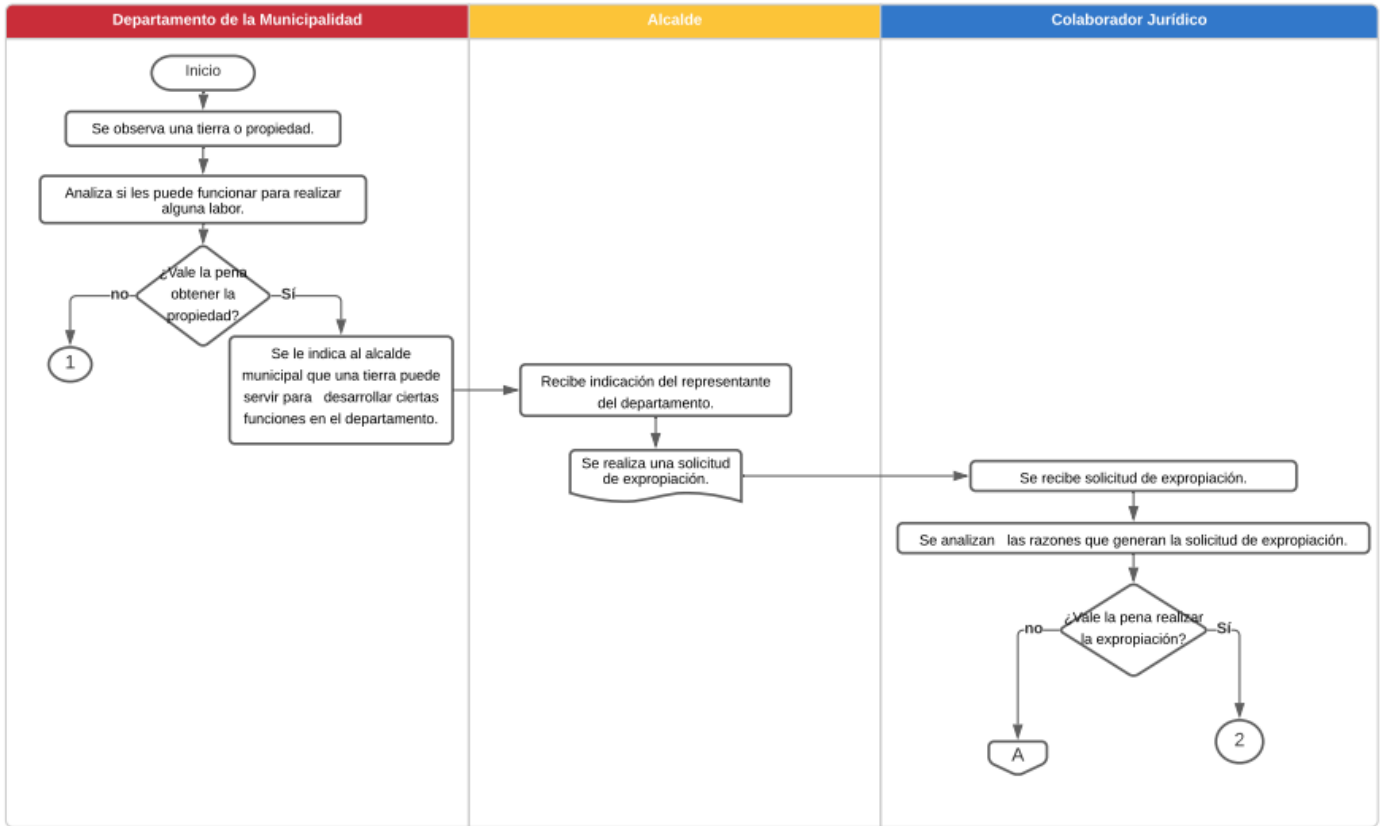 Departamento de la Municipalidad
Alcalde
Colaborador Jurídico
Inicio
Se observa una tierra o propiedad.
Analiza si les puede funcionar para realizar
alguna labor.
¿Vale la pena
obtener la
propiedad?
no
Sí
1
Se le indica al alcalde
municipal que una tierra puede
servir para desarrollar ciertas
funciones en el departamento.
Recibe indicación del representante
del departamento.
Se realiza una solicitud
de expropiación.
Se recibe solicitud de expropiación.
Se analizan las razones que generan la solicitud de expropiación.
¿Vale la pena realizar
la expropiación?
no
Sí
A
2